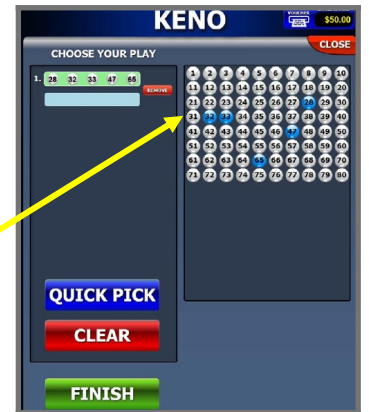 KENO
VOUCHER
$50.00
CLOSE
CHOOSE YOUR PLAY
1. 28 32 33 47 65
REMOVE
1 2 3 4 5 6 7 8 9 10
11 12 13 14 15 16 17 18 19 20
21 22 23 24 25 26 27 28 29 30
31 32 33 34 35 36 37 38 39 40
41 42 43 44 45 46 47 48 49 50
51 52 53 54 55 56 57 58 59 60
61 62 63 64 65 66 67 68 69 70
71 72 73 74 75 76 77 78 79 80
QUICK PICK
CLEAR
FINISH